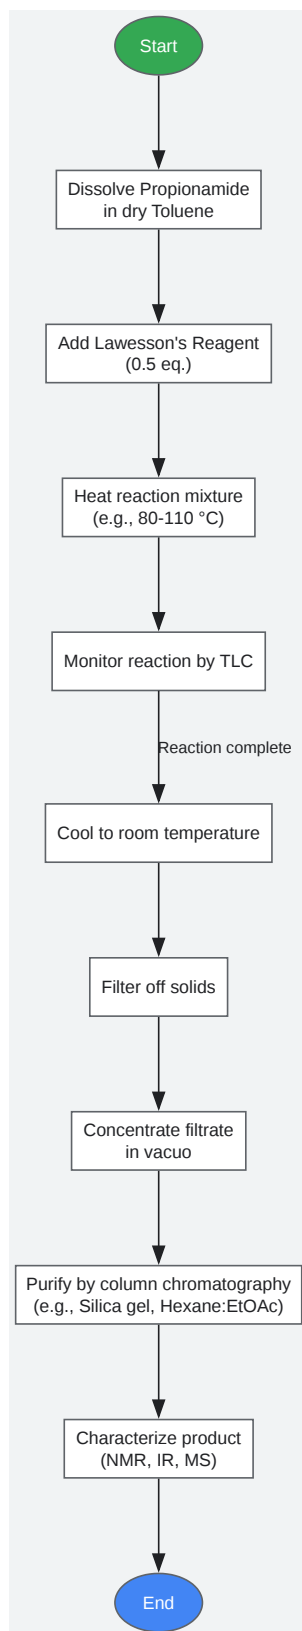 Start
Dissolve Propionamide
in dry Toluene
Add Lawesson's Reagent
(0.5 eq.)
Heat reaction mixture
(e.g., 80-110 °C)
Monitor reaction by TLC
Reaction complete
Cool to room temperature
Filter off solids
Concentrate filtrate
in vacuo
Purify by column chromatography
(e.g., Silica gel, Hexane:EtOAc)
Characterize product
(NMR, IR, MS)
End